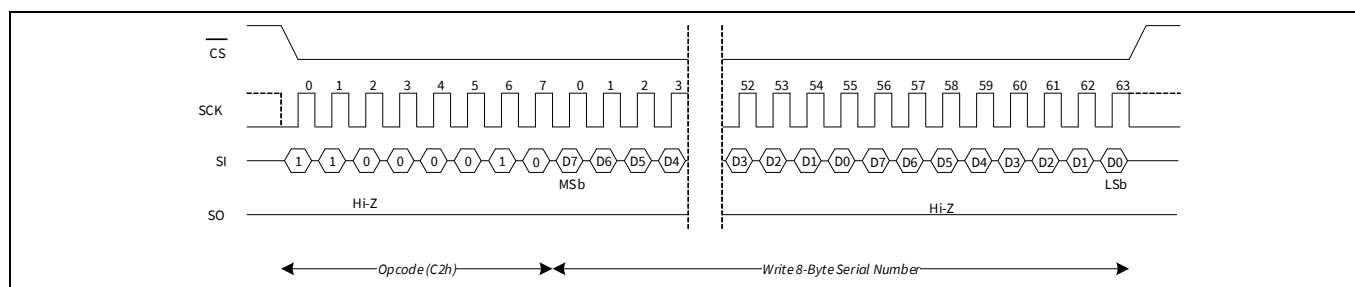 CS
0 1 2 3 4 5 6 7 0 1 2 3 52 53 54 55 56 57 58 59 60 61 62 63
SCK
SI 1 1 0 0 0 0 1 0 D7 D6 D5 D4 D3 D2 D1 D0 D7 D6 D5 D4 D3 D2 D1 D0
MSb LSb
Hi-Z Hi-Z
SO
Opcode (C2h) Write 8-Byte Serial Number